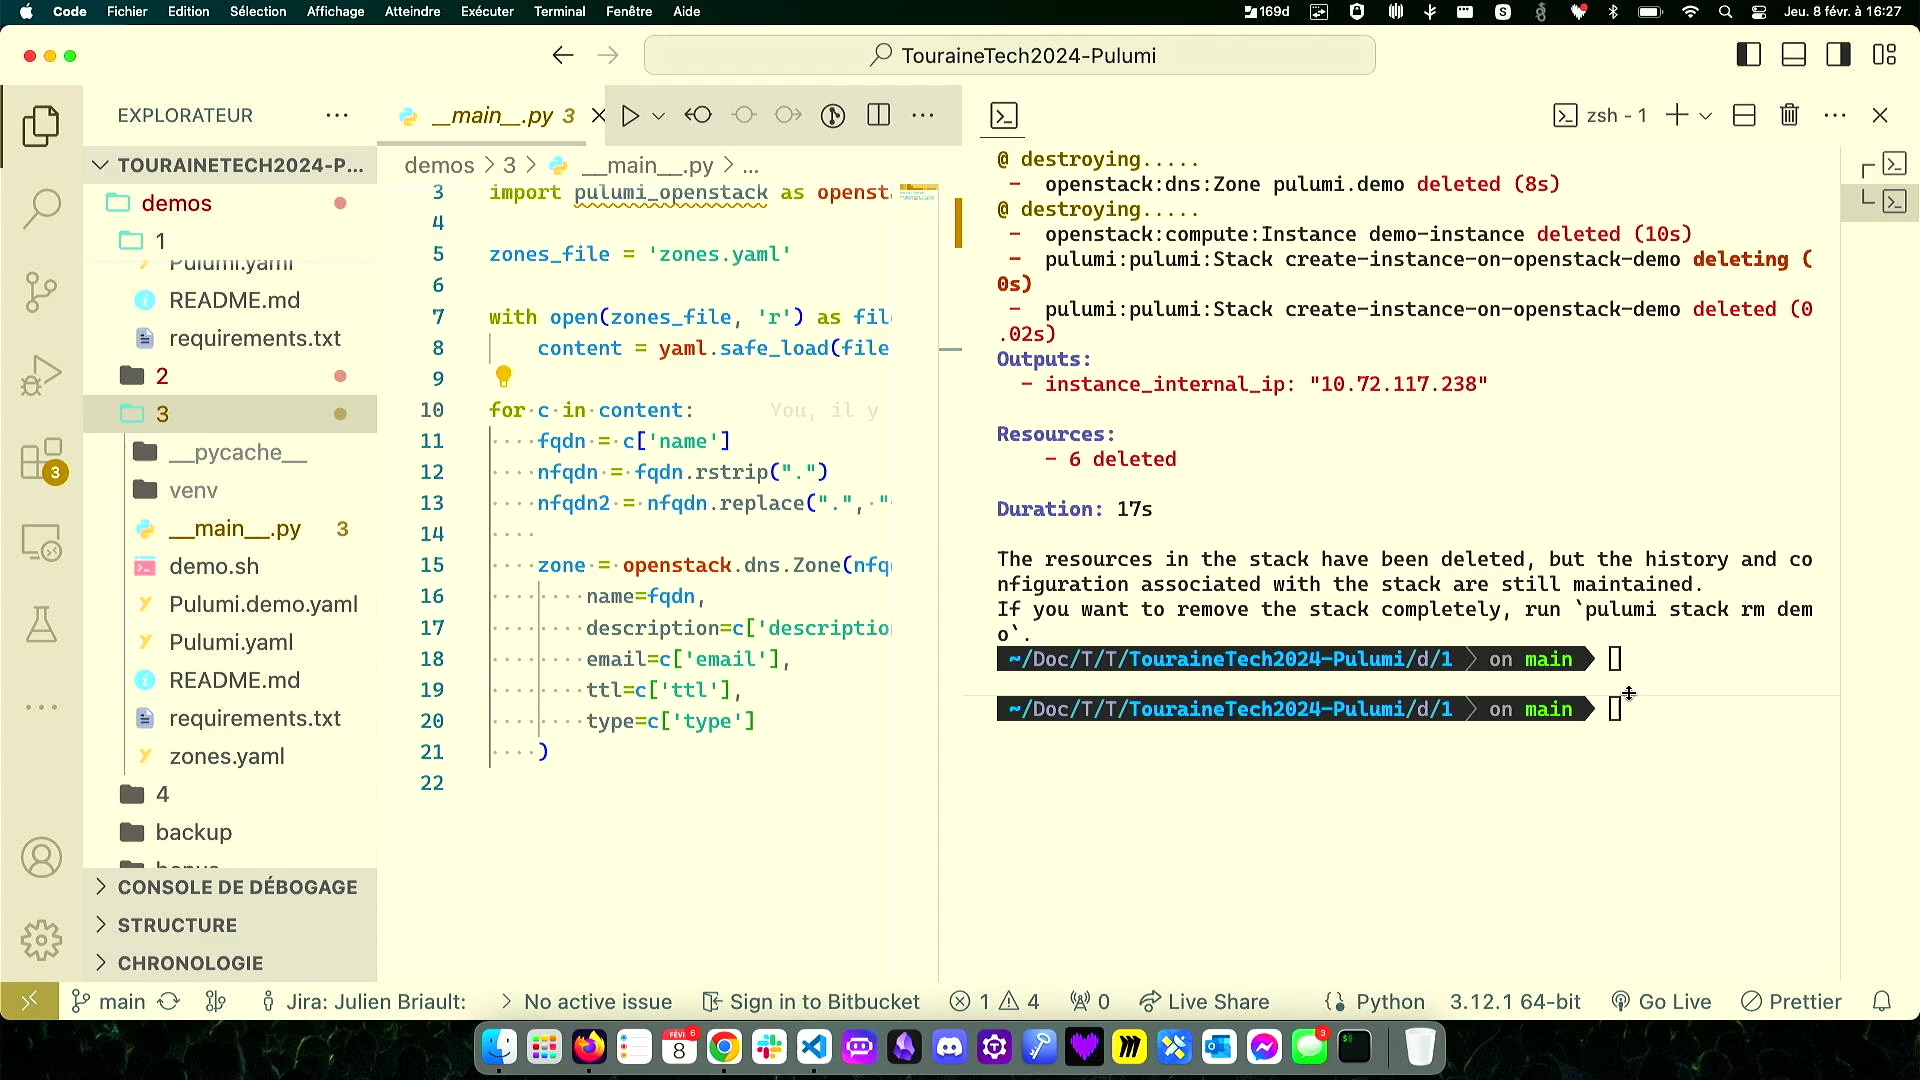 Code Fichier Edition Sélection Affichage Atteindre Exécuter Terminal Fenêtre Aide 169d Jeu. 8 févr. à 16:27
TouraineTech2024-Pulumi
EXPLORATEUR
TOURAINETECH2024-P...
demos
1
Pulumi.yaml
README.md
requirements.txt
2
3
__pycache__
venv
__main__.py 3
demo.sh
Pulumi.demo.yaml
Pulumi.yaml
README.md
requirements.txt
zones.yaml
4
backup
CONSOLE DE DÉBOGAGE
STRUCTURE
CHRONOLOGIE
3
__main__.py 3
demos > 3 > __main__.py > ...
3 import pulumi_openstack as openst
4
5 zones_file = 'zones.yaml'
6
7 with open(zones_file, 'r') as fil
8 content = yaml.safe_load(file
9
10 for c in content: You, il y
11 fqdn = c['name']
12 nfqdn = fqdn.rstrip(".")
13 nfqdn2 = nfqdn.replace(".", "
14
15 zone = openstack.dns.Zone(nfq
16 name=fqdn,
17 description=c['descriptio
18 email=c['email'],
19 ttl=c['ttl'],
20 type=c['type']
21 )
22
zsh - 1
@ destroying.....
- openstack:dns:Zone pulumi.demo deleted (8s)
@ destroying.....
- openstack:compute:Instance demo-instance deleted (10s)
- pulumi:pulumi:Stack create-instance-on-openstack-demo deleting (
0s)
- pulumi:pulumi:Stack create-instance-on-openstack-demo deleted (0
.02s)
Outputs:
- instance_internal_ip: "10.72.117.238"
Resources:
- 6 deleted
Duration: 17s
The resources in the stack have been deleted, but the history and co
nfiguration associated with the stack are still maintained.
If you want to remove the stack completely, run `pulumi stack rm dem
o`.
~/Doc/T/T/TouraineTech2024-Pulumi/d/1 > on main
~/Doc/T/T/TouraineTech2024-Pulumi/d/1 > on main
main Jira: Julien Briault: > No active issue Sign in to Bitbucket 1 4 0 Live Share Python 3.12.1 64-bit Go Live Prettier
FÉVR. 8 6 3